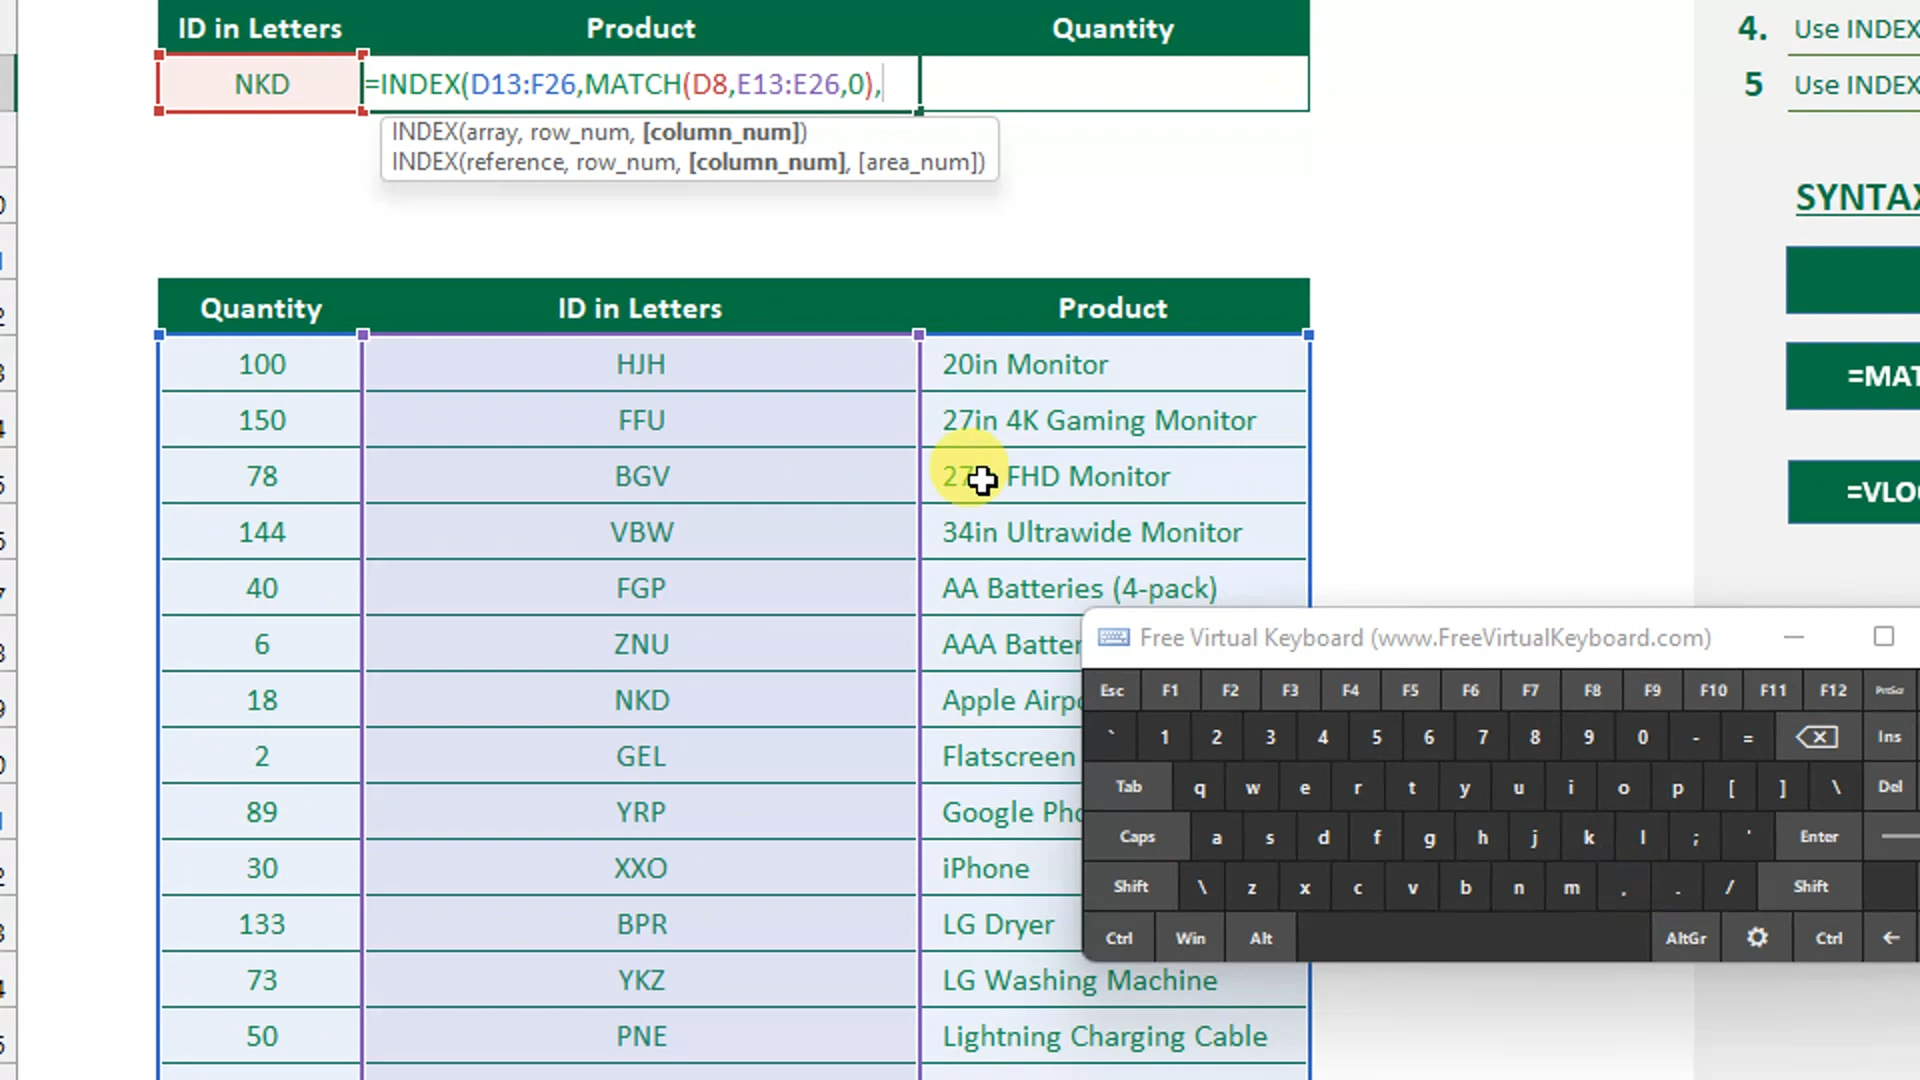 ID in Letters Product Quantity
NKD =INDEX(D13:F26,MATCH(D8,E13:E26,0),
INDEX(array, row_num, [column_num])
INDEX(reference, row_num, [column_num], [area_num])
4. Use INDEX
5 Use INDEX
SYNTAX
=MAT
=VLO
Quantity ID in Letters Product
100 HJH 20in Monitor
150 FFU 27in 4K Gaming Monitor
78 BGV 27 FHD Monitor
144 VBW 34in Ultrawide Monitor
40 FGP AA Batteries (4-pack)
6 ZNU AAA Batter
18 NKD Apple Airpo
2 GEL Flatscreen
89 YRP Google Pho
30 XXO iPhone
133 BPR LG Dryer
73 YKZ LG Washing Machine
50 PNE Lightning Charging Cable
Free Virtual Keyboard (www.FreeVirtualKeyboard.com)
Esc F1 F2 F3 F4 F5 F6 F7 F8 F9 F10 F11 F12 PrnScr
` 1 2 3 4 5 6 7 8 9 0 - = Ins
Tab q w e r t y u i o p [ ] \ Del
Caps a s d f g h j k l ; ' Enter
Shift \ z x c v b n m , . / Shift
Ctrl Win Alt AltGr Ctrl